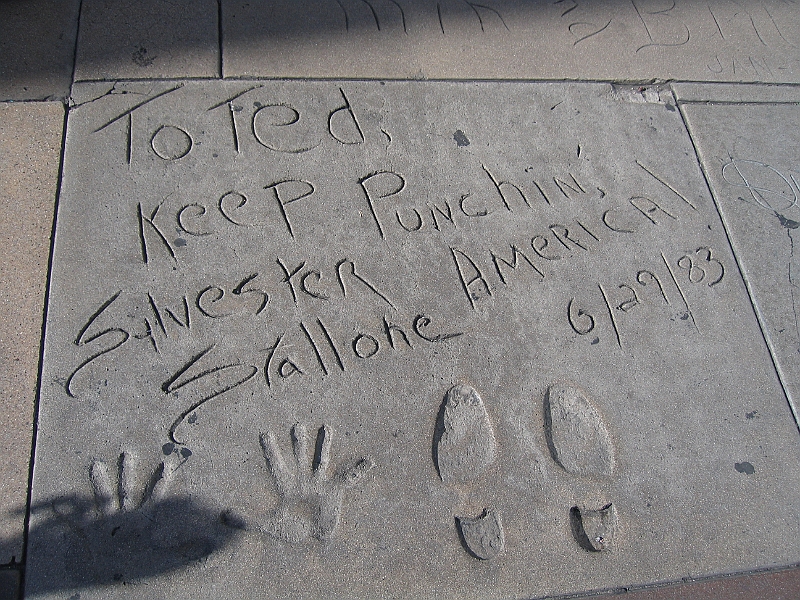 To Ted,
Keep Punchin', America!
Sylvester Stallone 6/29/83